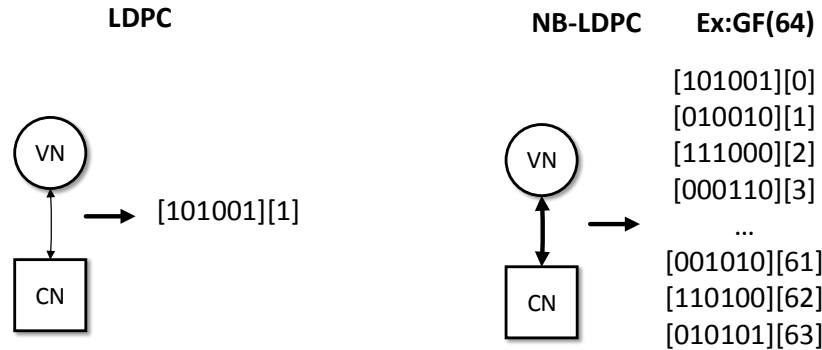 LDPC
VN
CN
[101001][1]
NB-LDPC Ex:GF(64)
VN
CN
[101001][0]
[010010][1]
[111000][2]
[000110][3]
...
[001010][61]
[110100][62]
[010101][63]